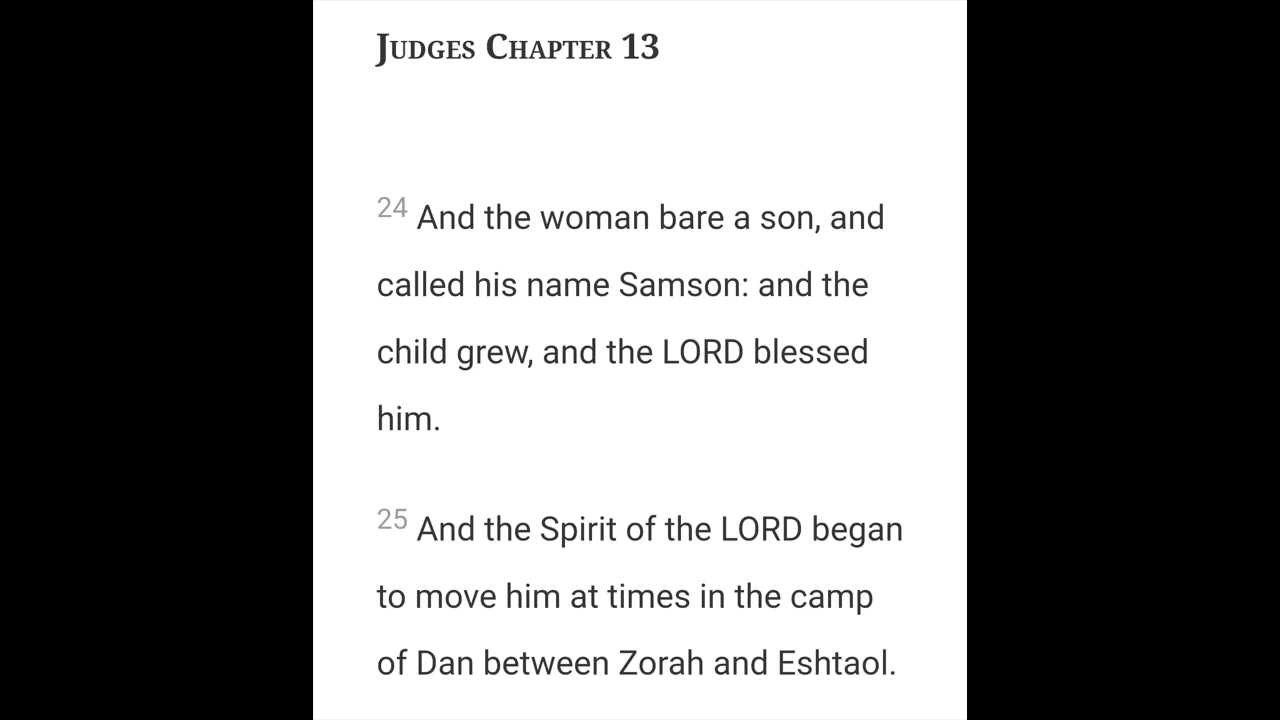 Judges Chapter 13
24 And the woman bare a son, and
called his name Samson: and the
child grew, and the LORD blessed
him.
25 And the Spirit of the LORD began
to move him at times in the camp
of Dan between Zorah and Eshtaol.